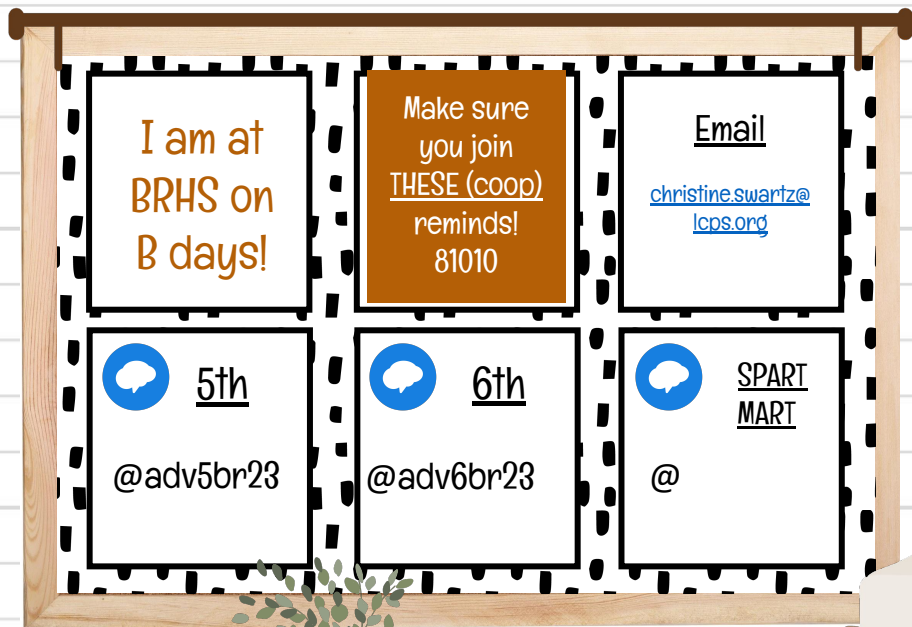 I am at
BRHS on
B days!
Make sure
you join
THESE (coop)
reminds!
81010
Email
christine.swartz@
lcps.org
5th
@adv5br23
6th
@adv6br23
SPART
MART
@